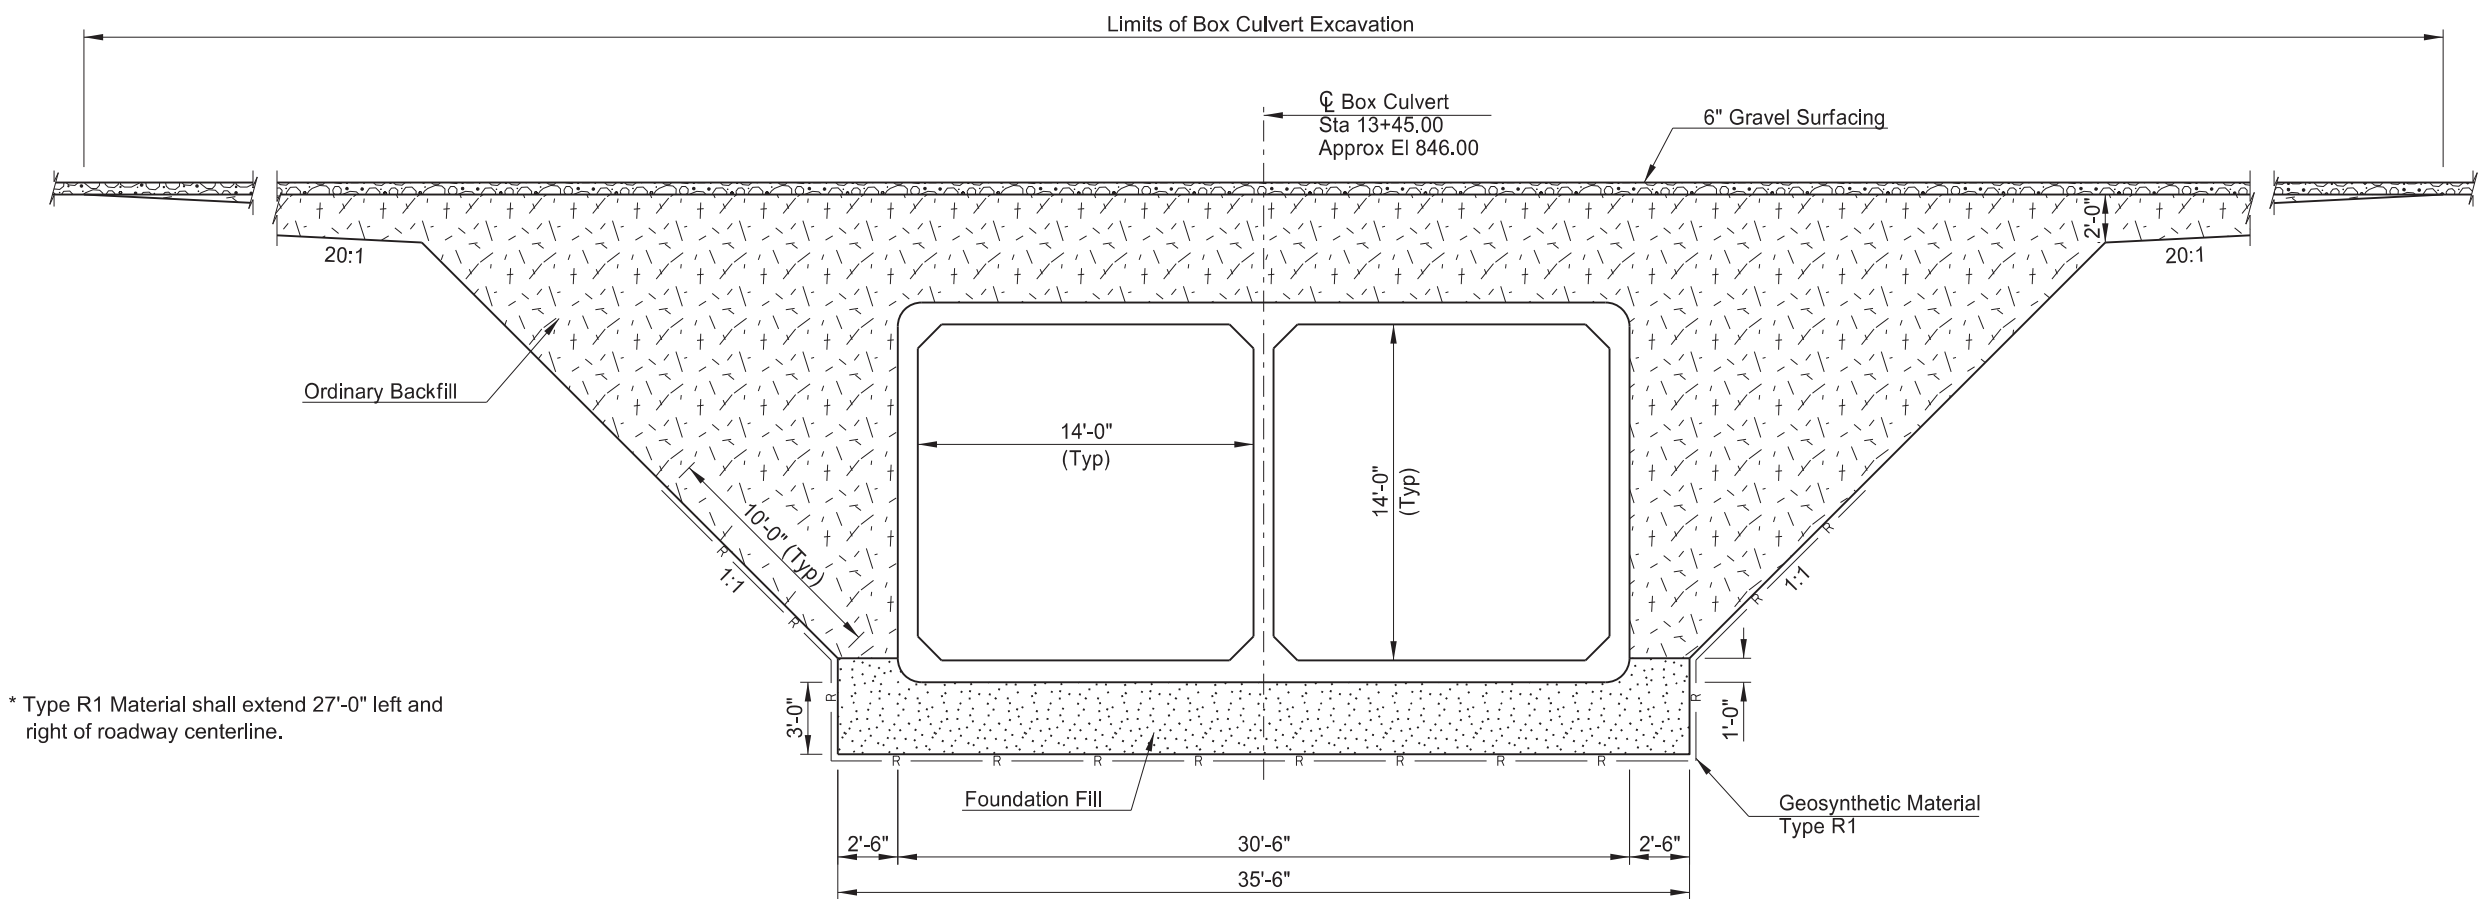 Limits of Box Culvert Excavation
℄ Box Culvert
Sta 13+45.00
Approx El 846.00
6" Gravel Surfacing
2'-0"
20:1
20:1
Ordinary Backfill
14'-0"
(Typ)
14'-0"
(Typ)
10'-0" (Typ)
R
1:1
R
R
1:1
R
* Type R1 Material shall extend 27'-0" left and
right of roadway centerline.
R
3'-0"
R
1'-0"
R R R R R R R R
Foundation Fill
Geosynthetic Material
Type R1
2'-6"
30'-6"
2'-6"
35'-6"